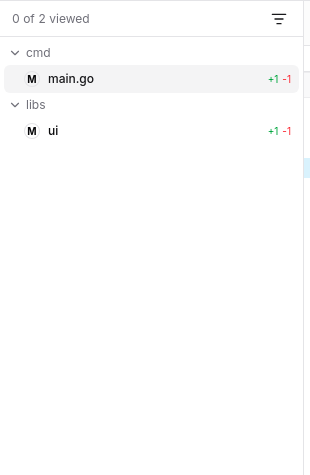 0 of 2 viewed
cmd
M main.go +1 -1
libs
M ui +1 -1